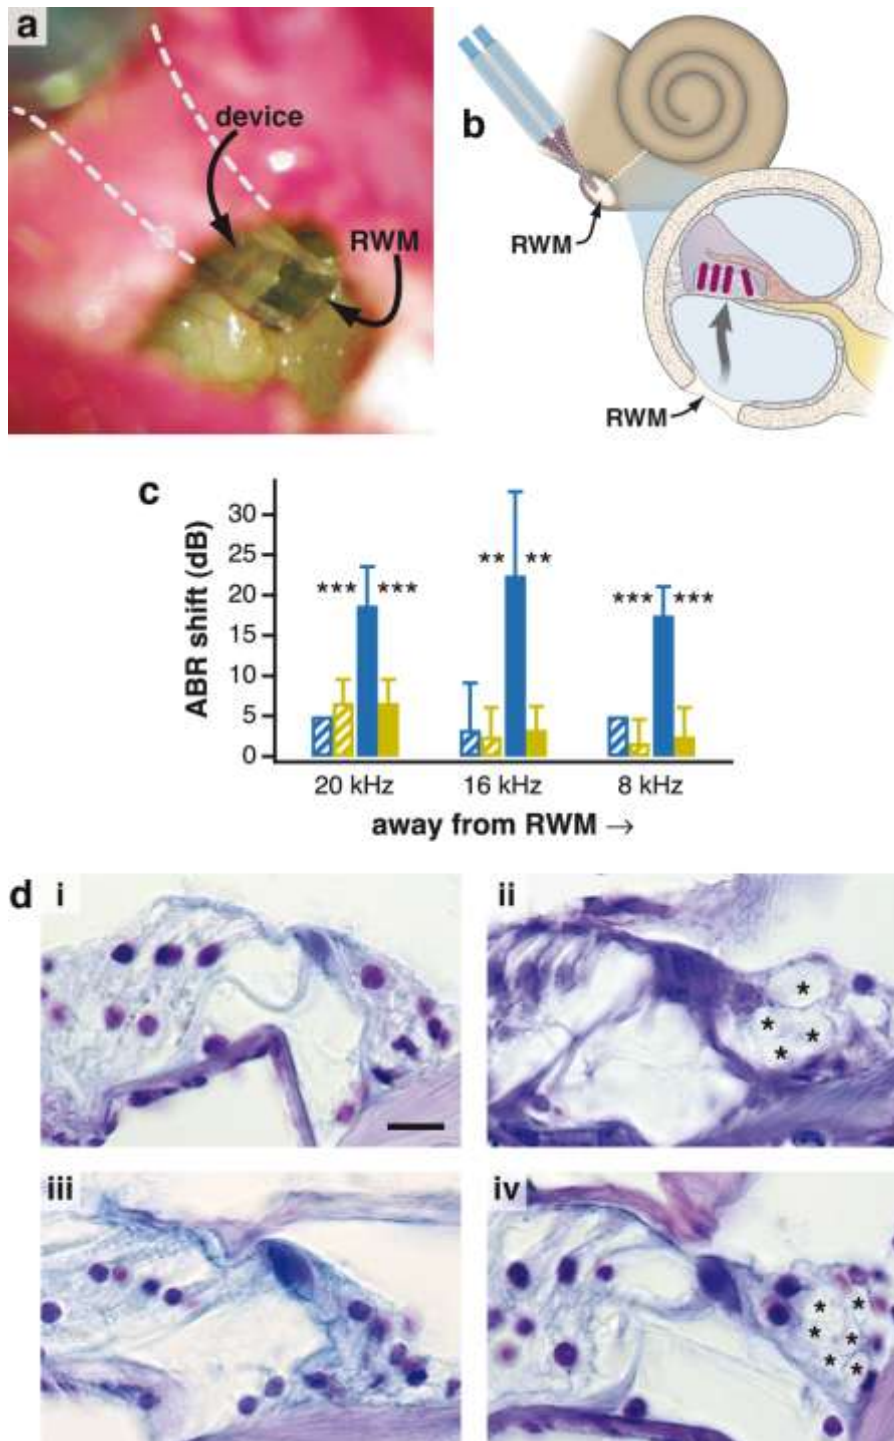 a
device
RWM
b
RWM
RWM
c
ABR shift (dB)
30
25
20
15
10
5
0
*** ***
** **
*** ***
20 kHz 16 kHz 8 kHz
away from RWM →
d
i
ii
*
* *
*
iii
iv
* *
* *
* *